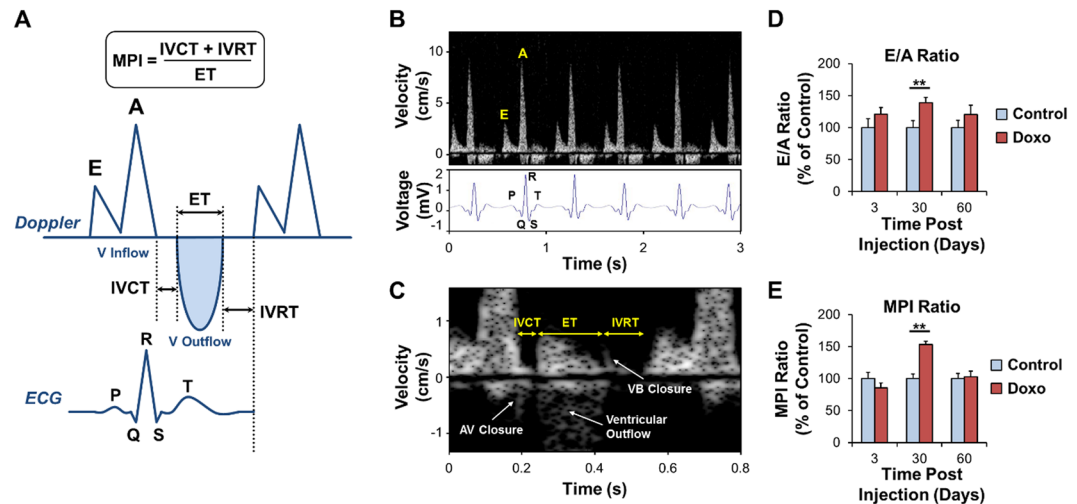 A
MPI = IVCT + IVRT
ET
A
E
ET
Doppler
V Inflow
IVCT
IVRT
V Outflow
R
P
T
ECG
Q
S
B
Velocity
(cm/s)
10
5
0
A
E
Voltage
(mV)
2
1
0
-1
R
P
T
Q
S
0
1
2
3
Time (s)
C
Velocity
(cm/s)
1
0
-1
IVCT
ET
IVRT
VB Closure
AV Closure
Ventricular
Outflow
0
0.2
0.4
0.6
0.8
Time (s)
D
E/A Ratio
E/A Ratio
(% of Control)
200
150
100
50
0
**
Control
Doxo
3
30
60
Time Post
Injection (Days)
E
MPI Ratio
MPI Ratio
(% of Control)
200
150
100
50
0
**
Control
Doxo
3
30
60
Time Post
Injection (Days)